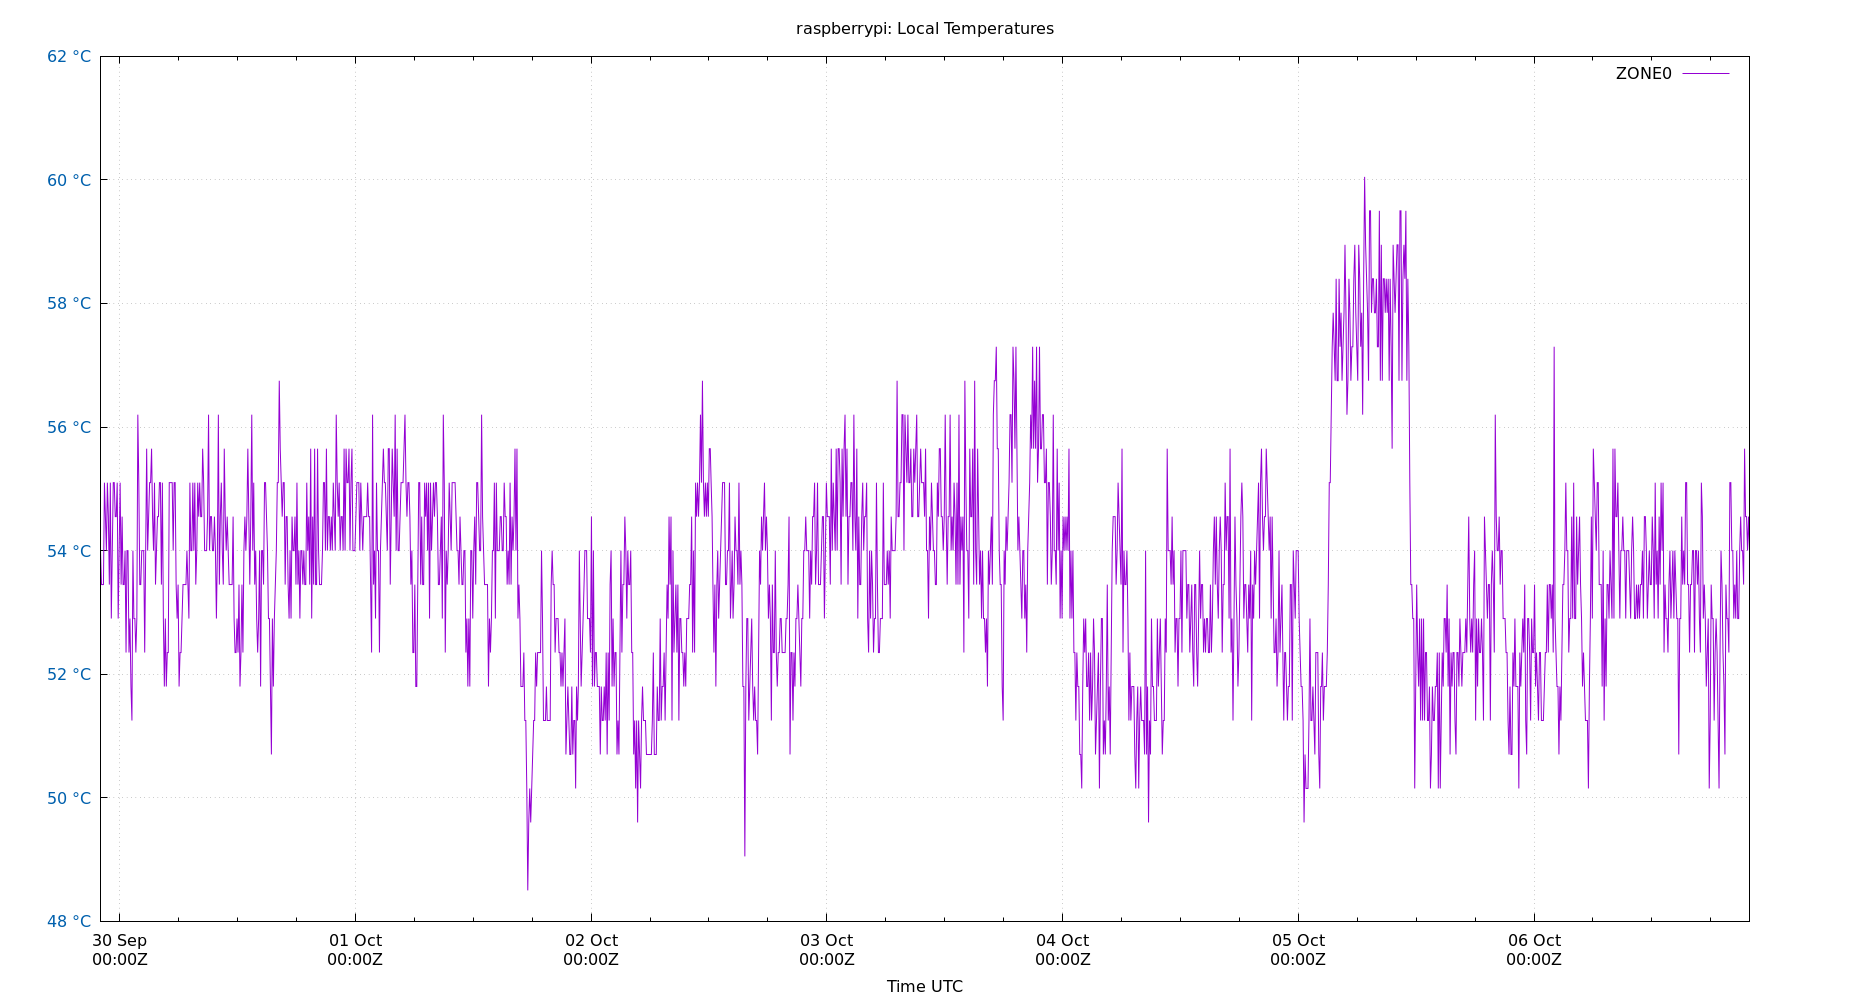 raspberrypi: Local Temperatures
62 °C
ZONE0
60 °C
58 °C
56 °C
54 °C
52 °C
50 °C
48 °C
30 Sep 01 Oct 02 Oct 03 Oct 04 Oct 05 Oct 06 Oct
00:00Z 00:00Z 00:00Z 00:00Z 00:00Z 00:00Z 00:00Z
Time UTC